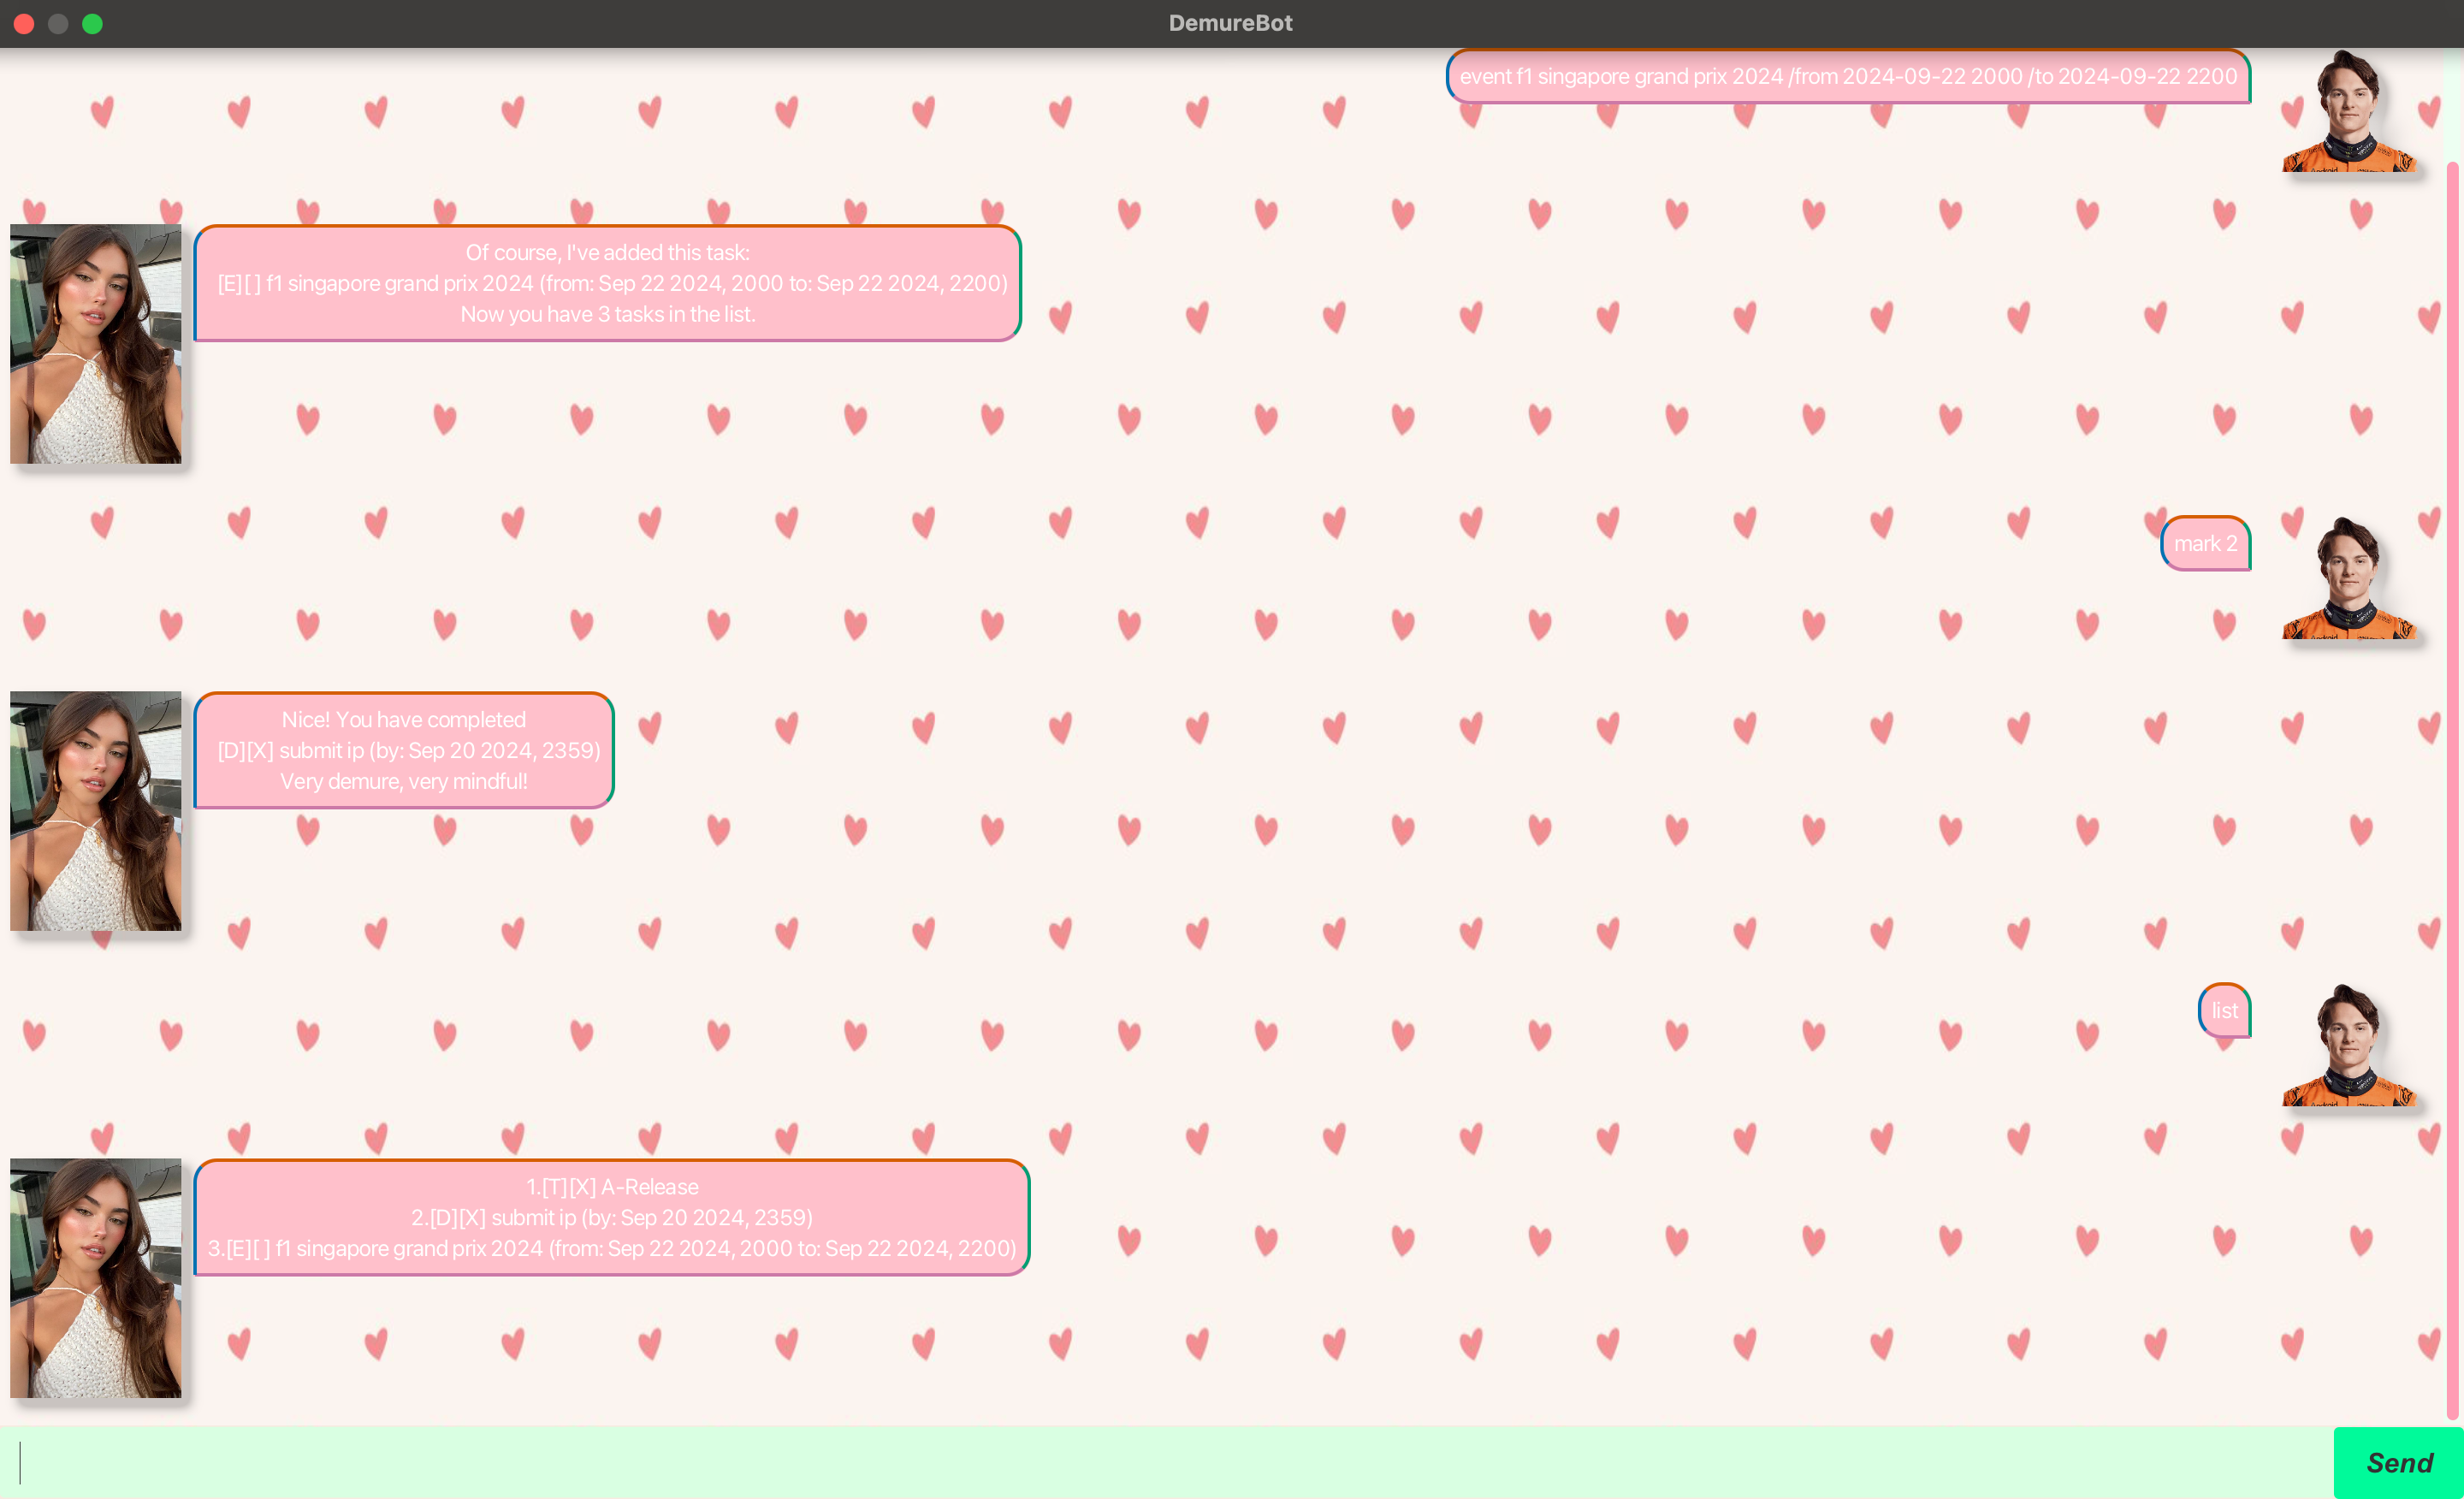 DemureBot
event f1 singapore grand prix 2024 /from 2024-09-22 2000 /to 2024-09-22 2200
Of course, I've added this task:
[E][ ] f1 singapore grand prix 2024 (from: Sep 22 2024, 2000 to: Sep 22 2024, 2200)
Now you have 3 tasks in the list.
mark 2
Nice! You have completed
[D][X] submit ip (by: Sep 20 2024, 2359)
Very demure, very mindful!
list
1.[T][X] A-Release
2.[D][X] submit ip (by: Sep 20 2024, 2359)
3.[E][ ] f1 singapore grand prix 2024 (from: Sep 22 2024, 2000 to: Sep 22 2024, 2200)
Send